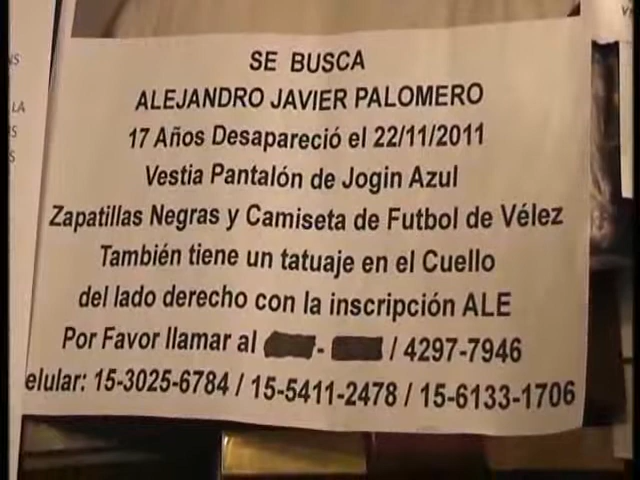 SE BUSCA
ALEJANDRO JAVIER PALOMERO
17 Años Desapareció el 22/11/2011
Vestia Pantalón de Jogin Azul
Zapatillas Negras y Camiseta de Futbol de Vélez
También tiene un tatuaje en el Cuello
del lado derecho con la inscripción ALE
Por Favor llamar al - / 4297-7946
elular: 15-3025-6784 / 15-5411-2478 / 15-6133-1706
LA